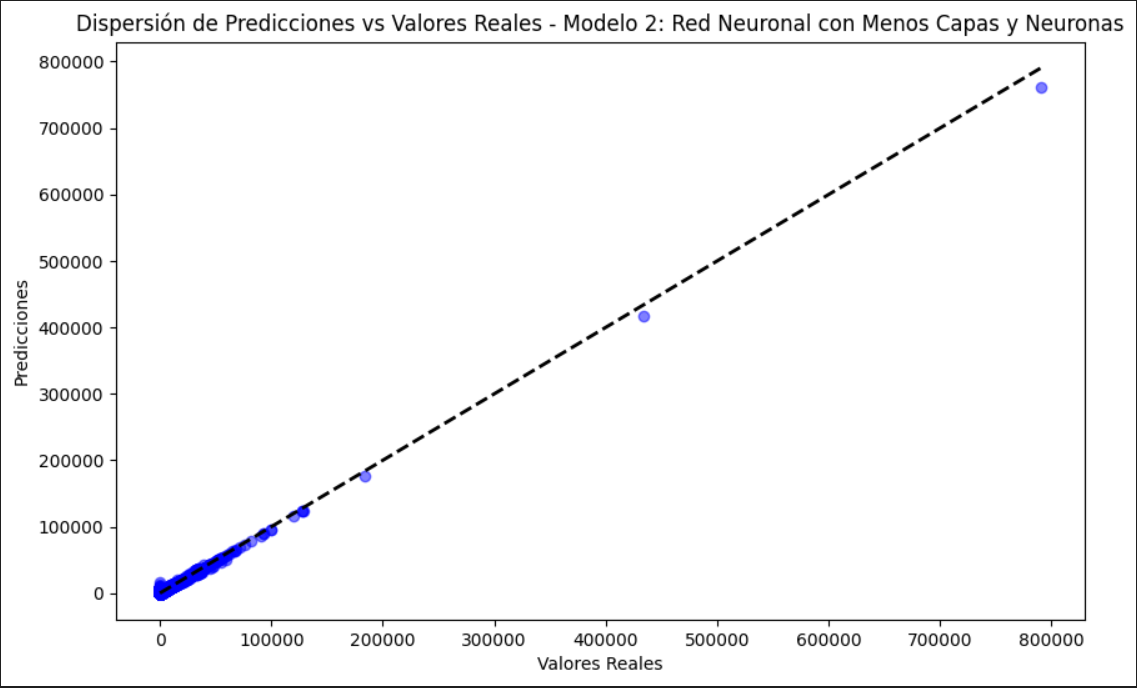 Dispersión de Predicciones vs Valores Reales - Modelo 2: Red Neuronal con Menos Capas y Neuronas
800000
700000
600000
500000
400000
300000
200000
100000
0
Predicciones
0 100000 200000 300000 400000 500000 600000 700000 800000
Valores Reales